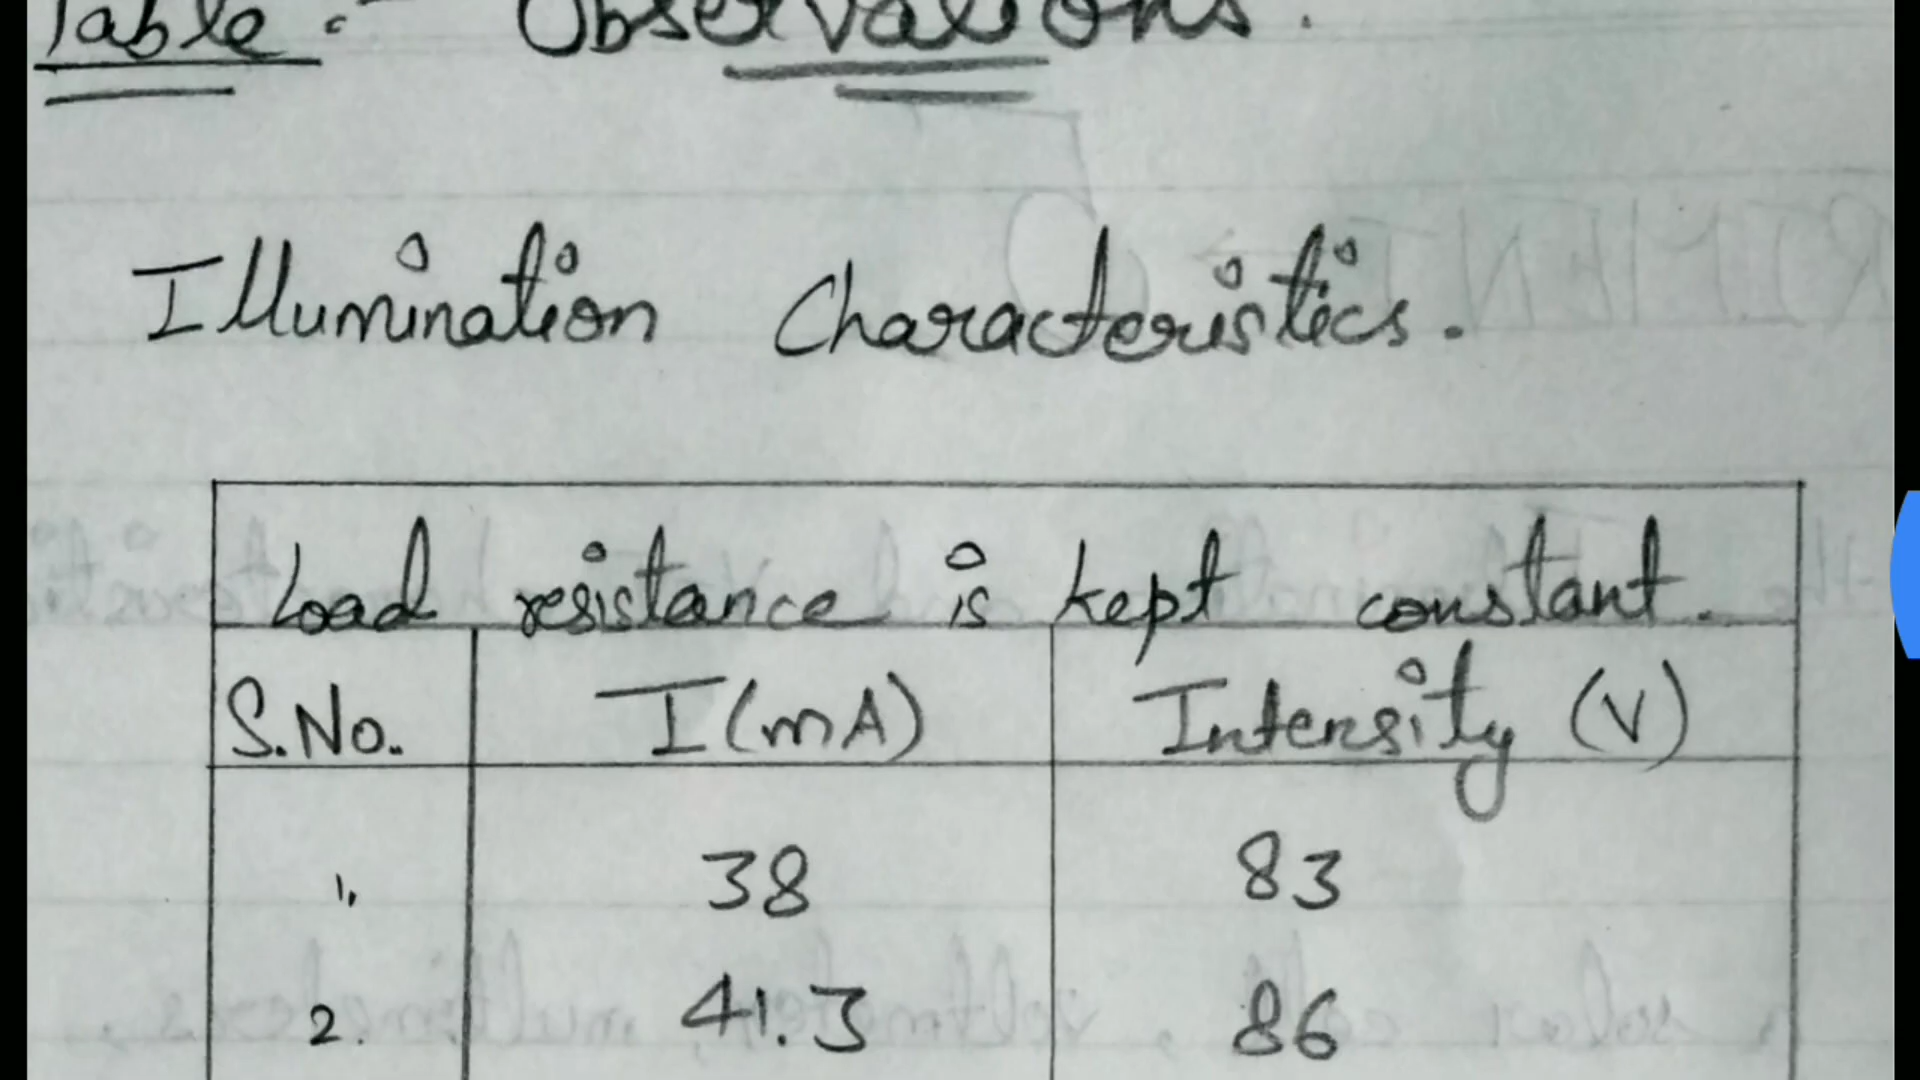 Table :- Observations.
Illumination Characteristics.
Load resistance is kept constant.
S.No. I(mA) Intensity (V)
1. 38 83
2. 41.3 86